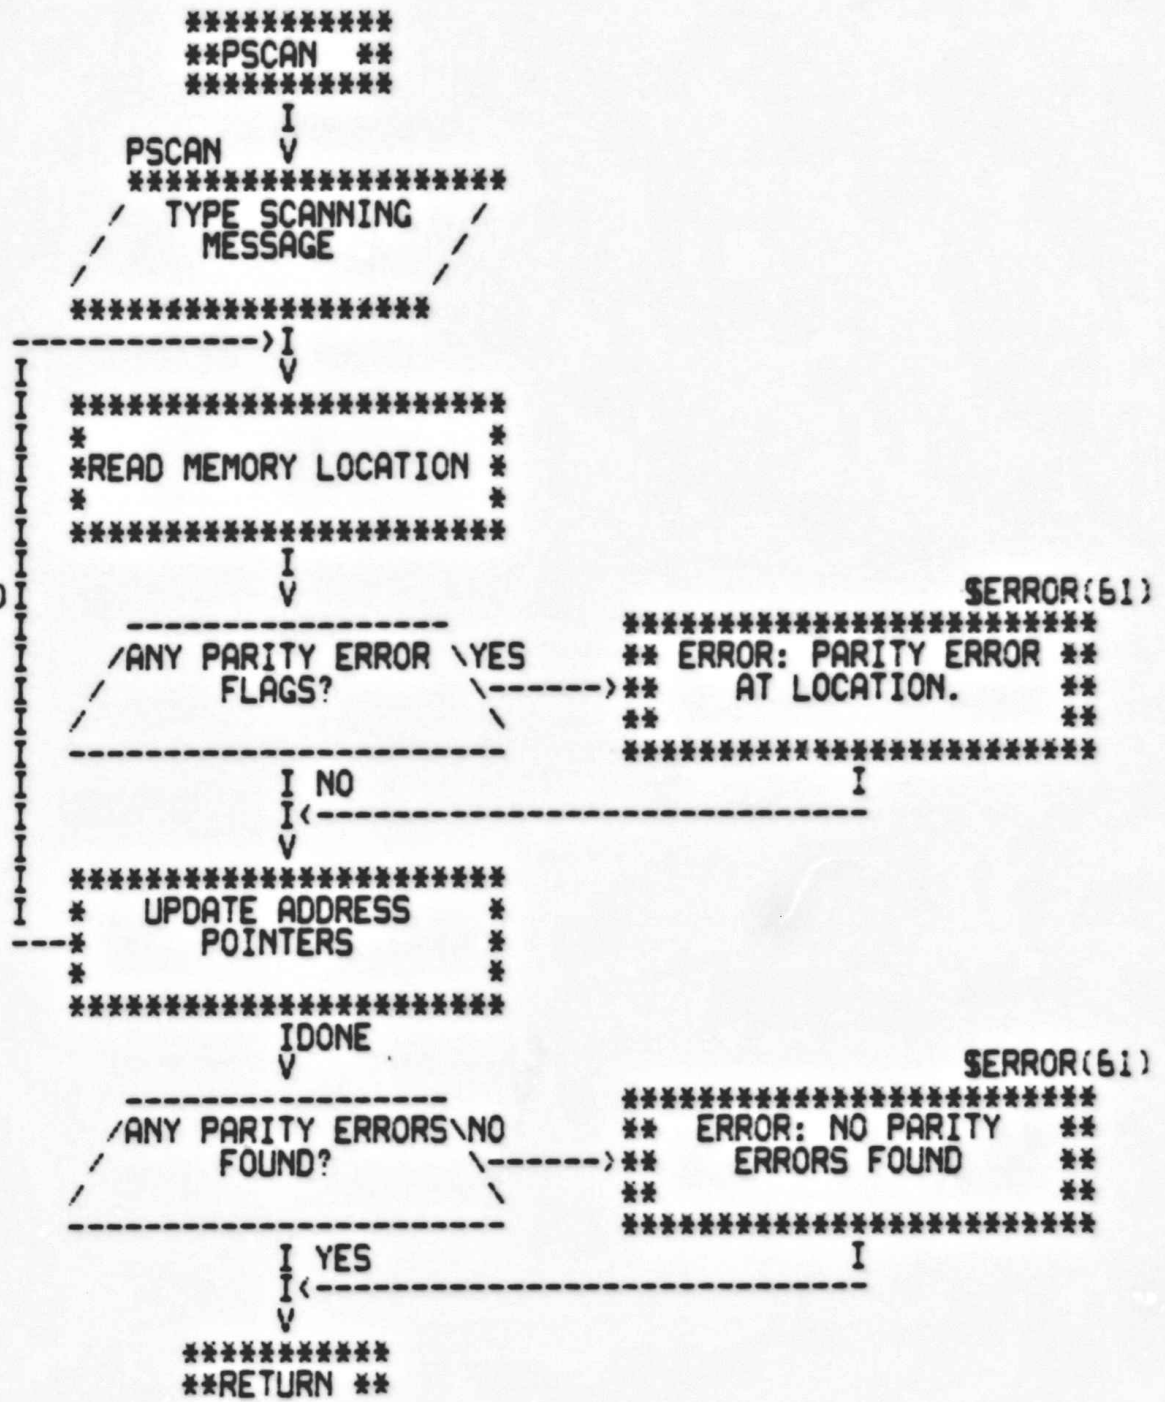 ***********
**PSCAN **
***********
I
PSCAN V
********************
/ TYPE SCANNING /
/ MESSAGE /
/ /
*******************
------------->I
I V
I ***********************
I * *
I *READ MEMORY LOCATION *
I * *
I ***********************
I I
I V $ERROR(61)
I ----------------- *************************
I /ANY PARITY ERROR \YES ** ERROR: PARITY ERROR **
I / FLAGS? \------>** AT LOCATION. **
I / \ ** **
I ----------------------- *************************
I I NO I
I I<-----------------------------
I V
I ***********************
I * UPDATE ADDRESS *
---* POINTERS *
* *
***********************
IDONE
V $ERROR(61)
----------------- *************************
/ANY PARITY ERRORS\NO ** ERROR: NO PARITY **
/ FOUND? \------>** ERRORS FOUND **
/ \ ** **
----------------------- *************************
I YES I
I<-----------------------------
V
***********
**RETURN **